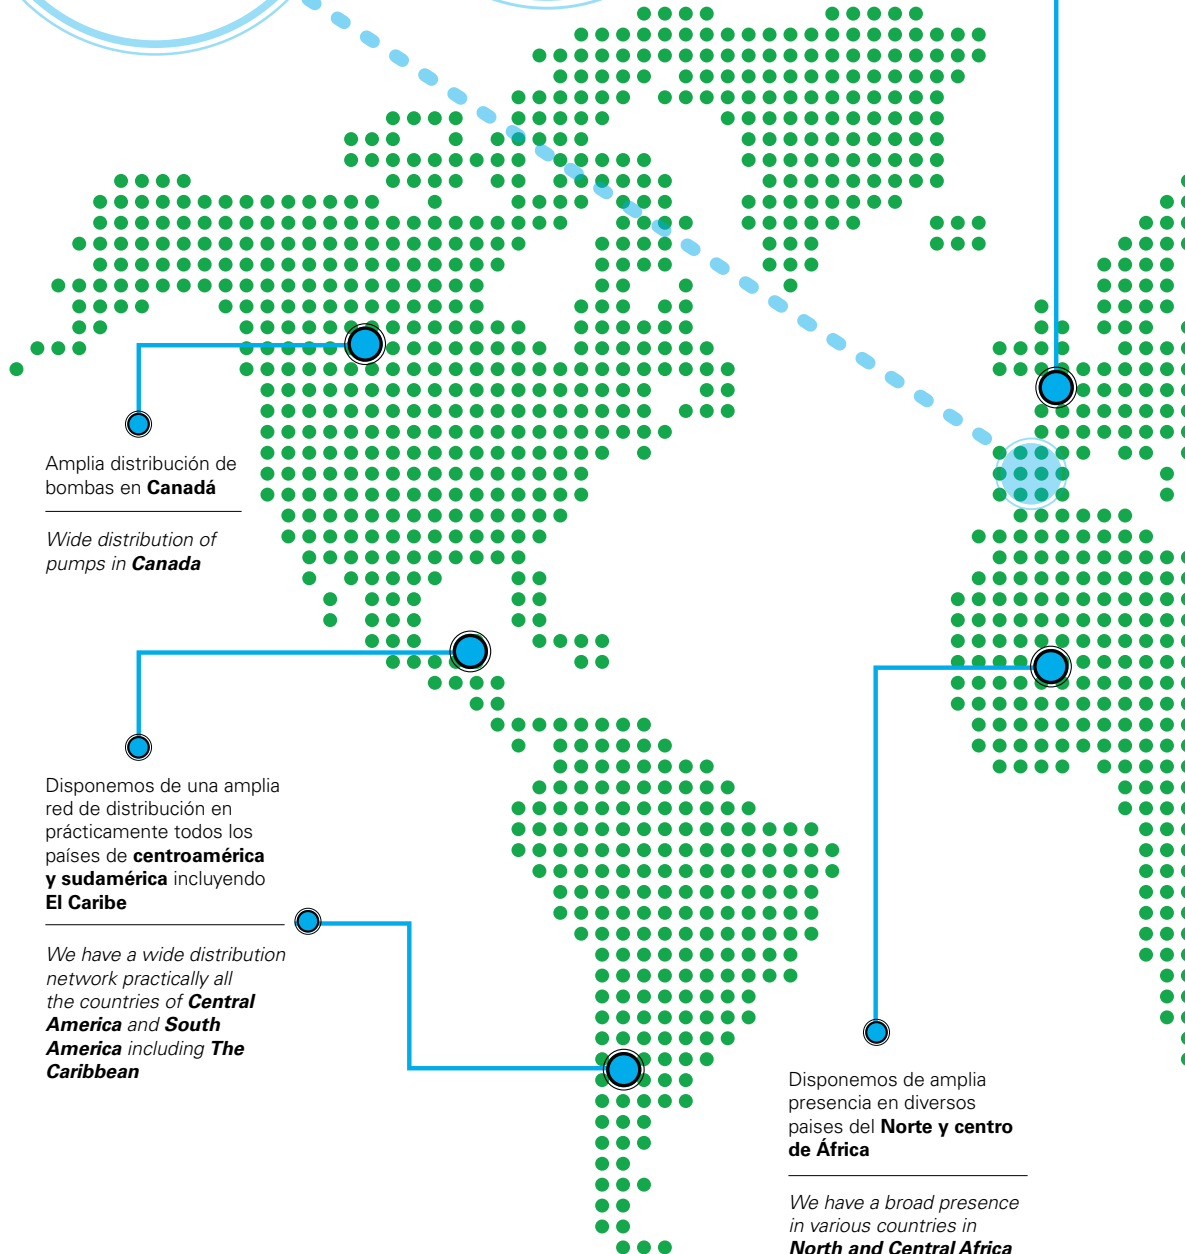 Amplia distribución de
bombas en Canadá
Wide distribution of
pumps in Canada
Disponemos de una amplia
red de distribución en
prácticamente todos los
países de centroamérica
y sudamérica incluyendo
El Caribe
We have a wide distribution
network practically all
the countries of Central
America and South
America including The
Caribbean
Disponemos de amplia
presencia en diversos
paises del Norte y centro
de África
We have a broad presence
in various countries in
North and Central Africa